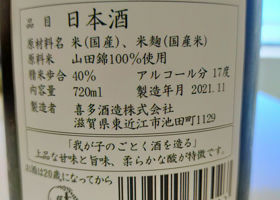 品目 日本酒
原材料名 米(国産)、米麹(国産米)
原料米 山田錦100%使用
精米歩合 40% アルコール分 17度
内容量 720ml 製造年月 2021.11
製造者 喜多酒造株式会社
滋賀県東近江市池田町1129
「我が子のごとく酒を造る」
上品な甘味と旨味、柔らかな酸が特徴です。
お酒は20歳になってから